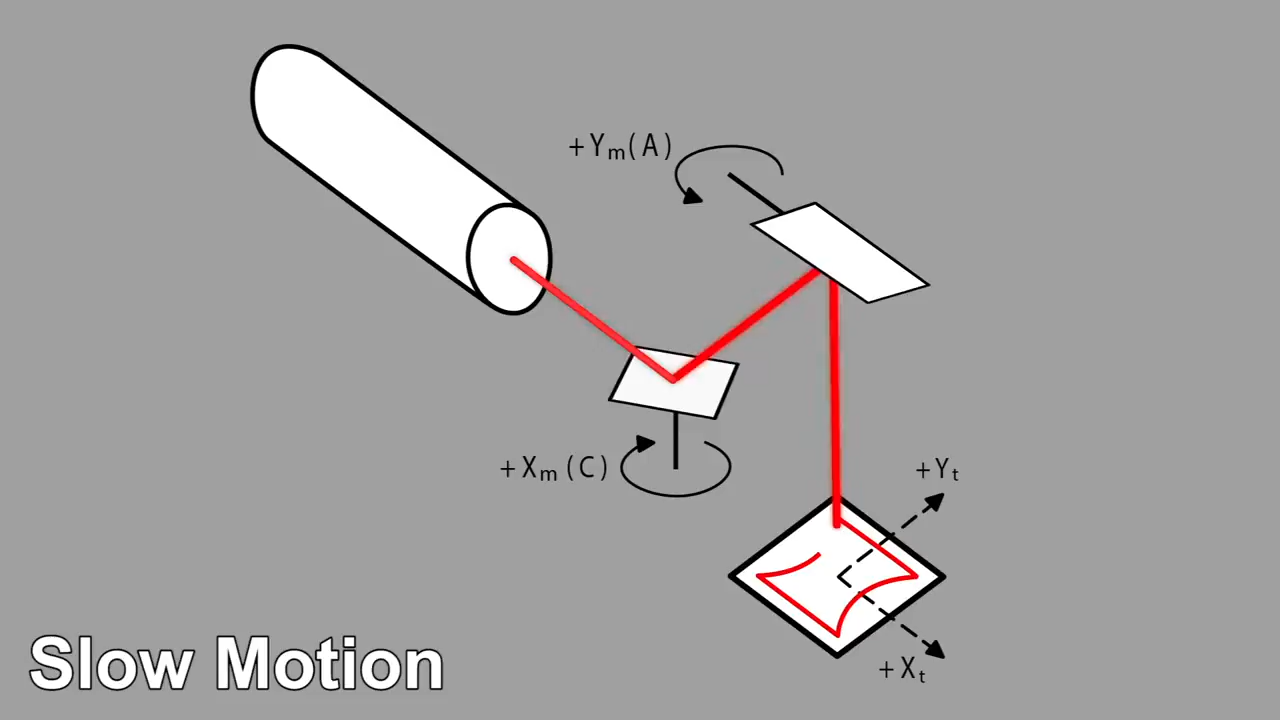 +Ym(A)
+Xm(C)
+Yt
+Xt
Slow Motion